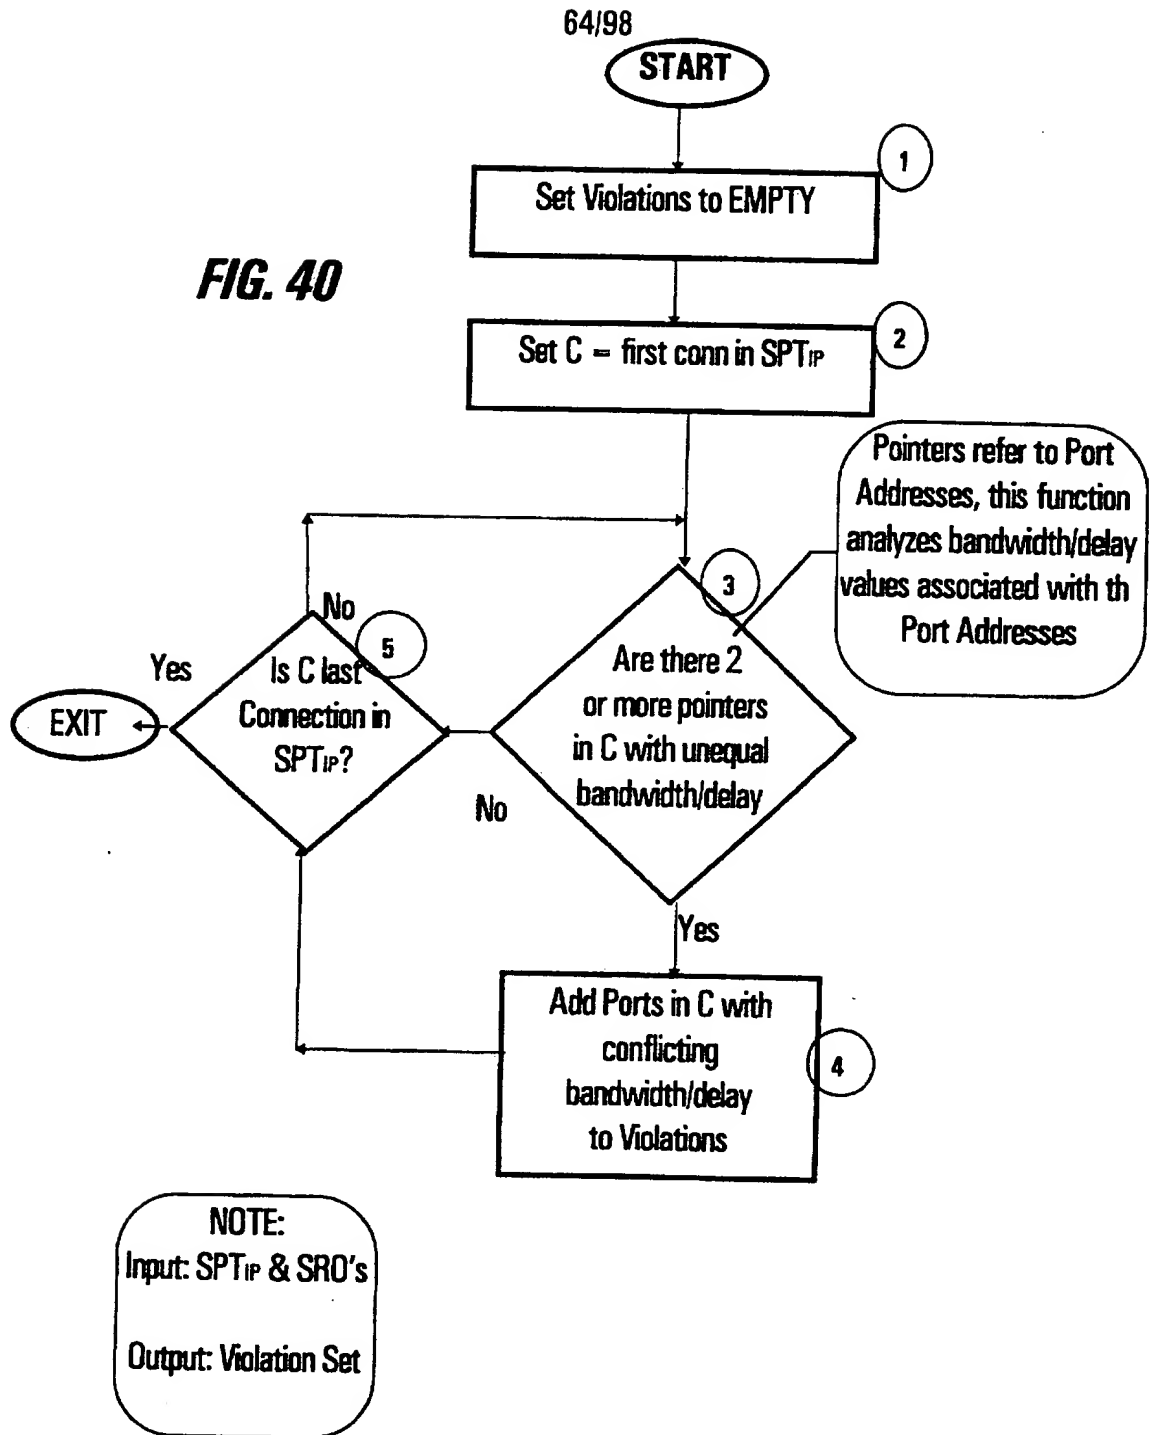 64/98
START
1
Set Violations to EMPTY
FIG. 40
2
Set C = first conn in SPTIP
Pointers refer to Port
Addresses, this function
analyzes bandwidth/delay
values associated with th
Port Addresses
3
Are there 2
or more pointers
in C with unequal
bandwidth/delay
No
5
Yes
Is C last
Connection in
SPTIP?
EXIT
No
Yes
Add Ports in C with
conflicting
bandwidth/delay
to Violations
4
NOTE:
Input: SPTIP & SRO's
Output: Violation Set